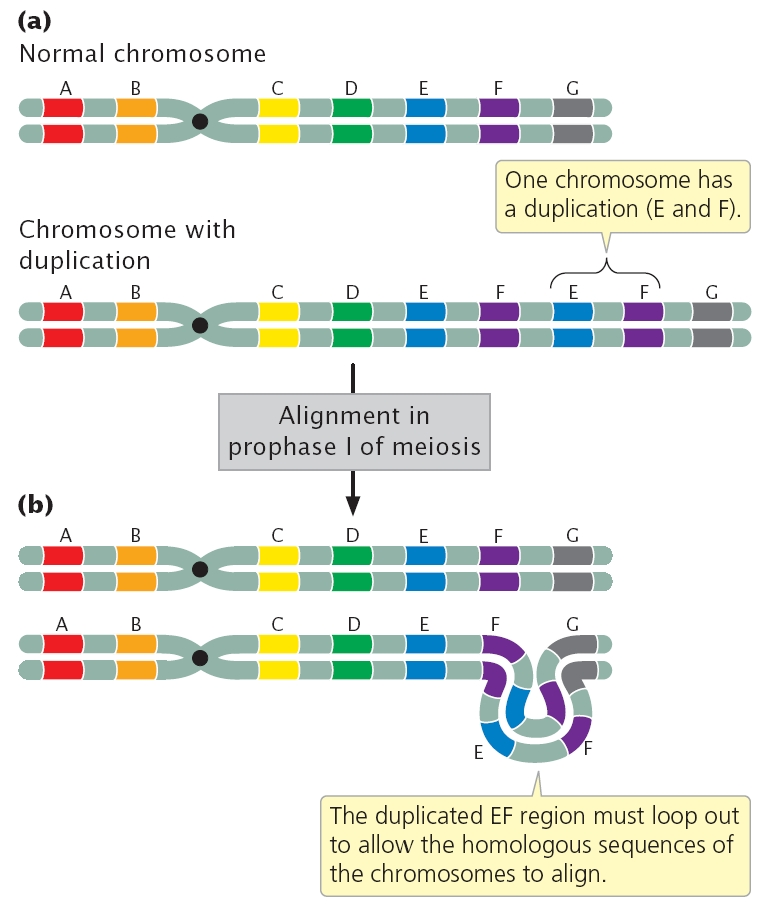 (a)
Normal chromosome
A B C D E F G
One chromosome has
a duplication (E and F).
Chromosome with
duplication
A B C D E F E F G
Alignment in
prophase I of meiosis
(b)
A B C D E F G
A B C D E F G
E F
The duplicated EF region must loop out
to allow the homologous sequences of
the chromosomes to align.